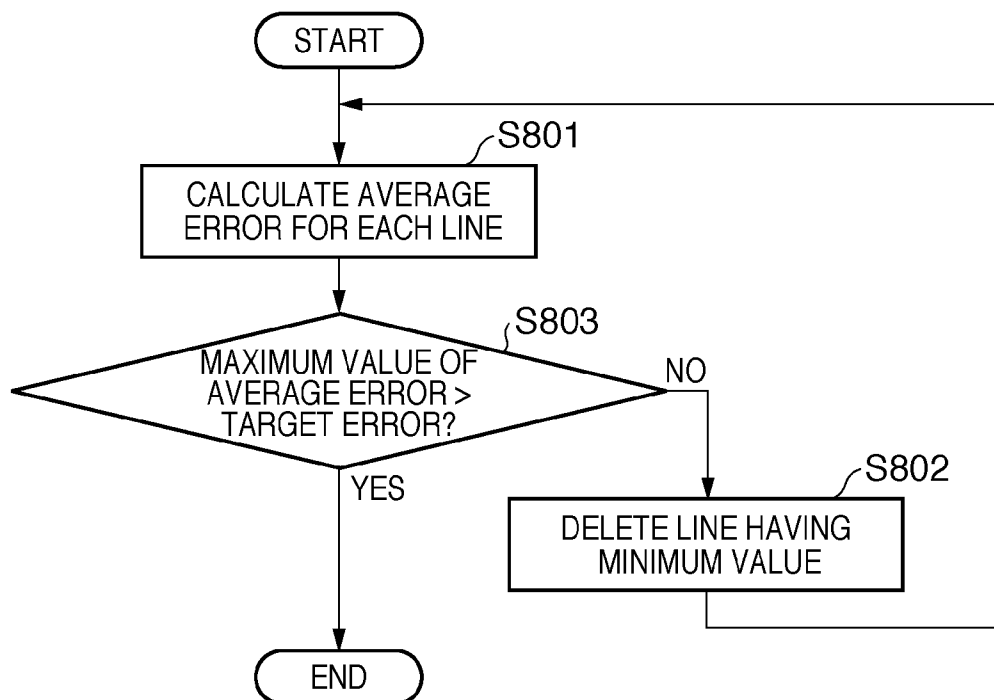 START
S801
CALCULATE AVERAGE
ERROR FOR EACH LINE
S803
MAXIMUM VALUE OF
AVERAGE ERROR >
TARGET ERROR?
NO
YES
S802
DELETE LINE HAVING
MINIMUM VALUE
END